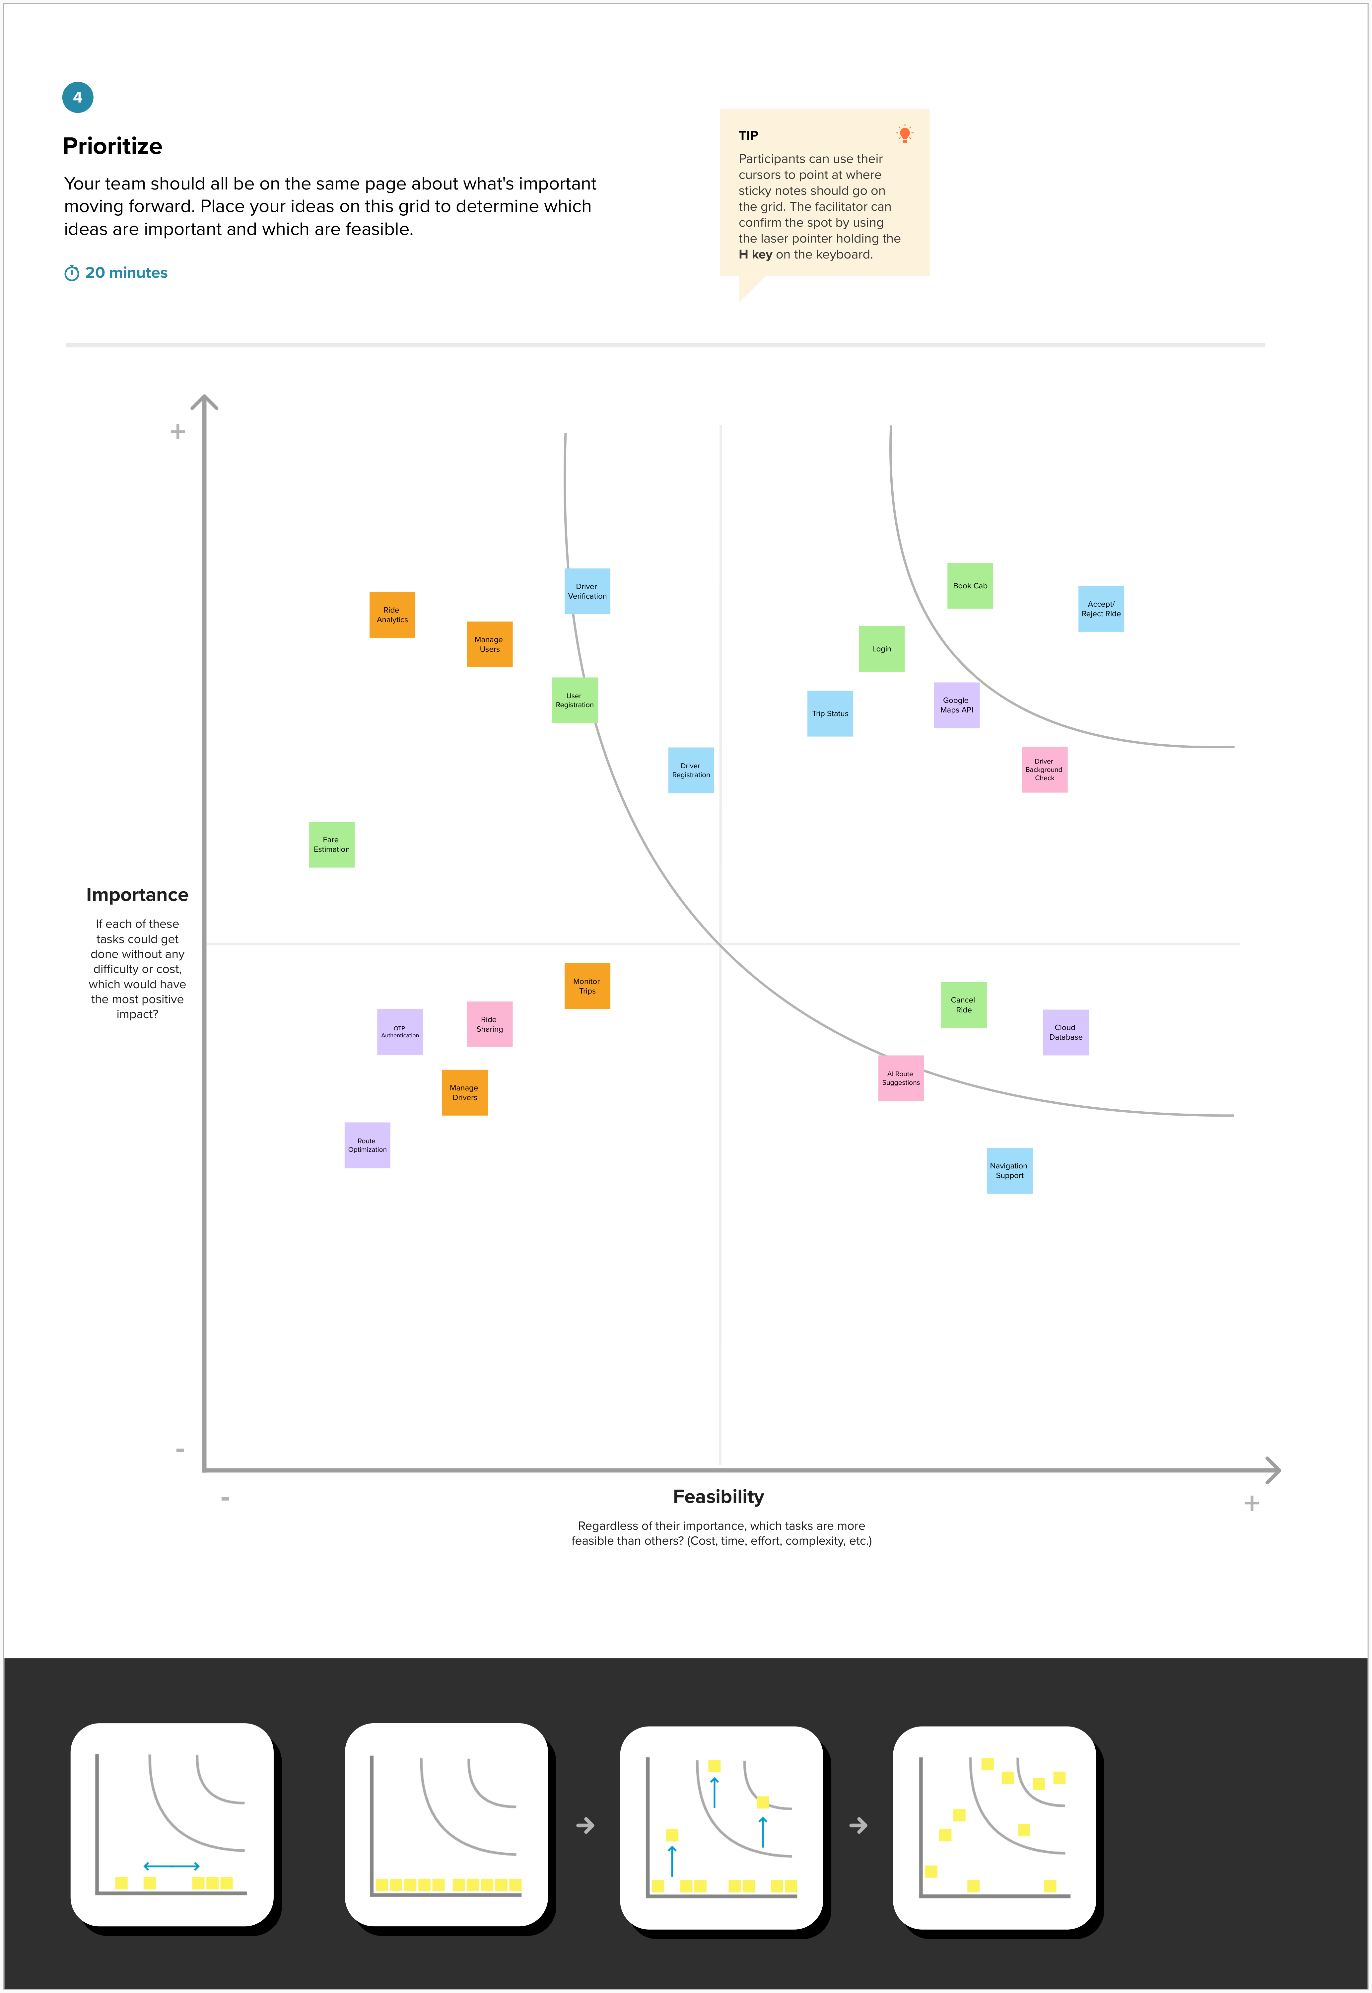 4
Prioritize
Your team should all be on the same page about what's important
moving forward. Place your ideas on this grid to determine which
ideas are important and which are feasible.
20 minutes
TIP
Participants can use their
cursors to point at where
sticky notes should go on
the grid. The facilitator can
confirm the spot by using
the laser pointer holding the
H key on the keyboard.
+
Book Cab
Driver
Verification
Accept/
Reject Ride
Ride
Analytics
Manage
Users
Login
User
Registration
Google
Maps API
Trip Status
Driver
Registration
Driver
Background
Check
Fare
Estimation
Importance
If each of these
tasks could get
done without any
difficulty or cost,
which would have
the most positive
impact?
Monitor
Trips
Cancel
Ride
Ride
Sharing
OTP
Authentication
Cloud
Database
AI Route
Suggestions
Manage
Drivers
Route
Optimization
Navigation
Support
-
-
Feasibility
+
Regardless of their importance, which tasks are more
feasible than others? (Cost, time, effort, complexity, etc.)